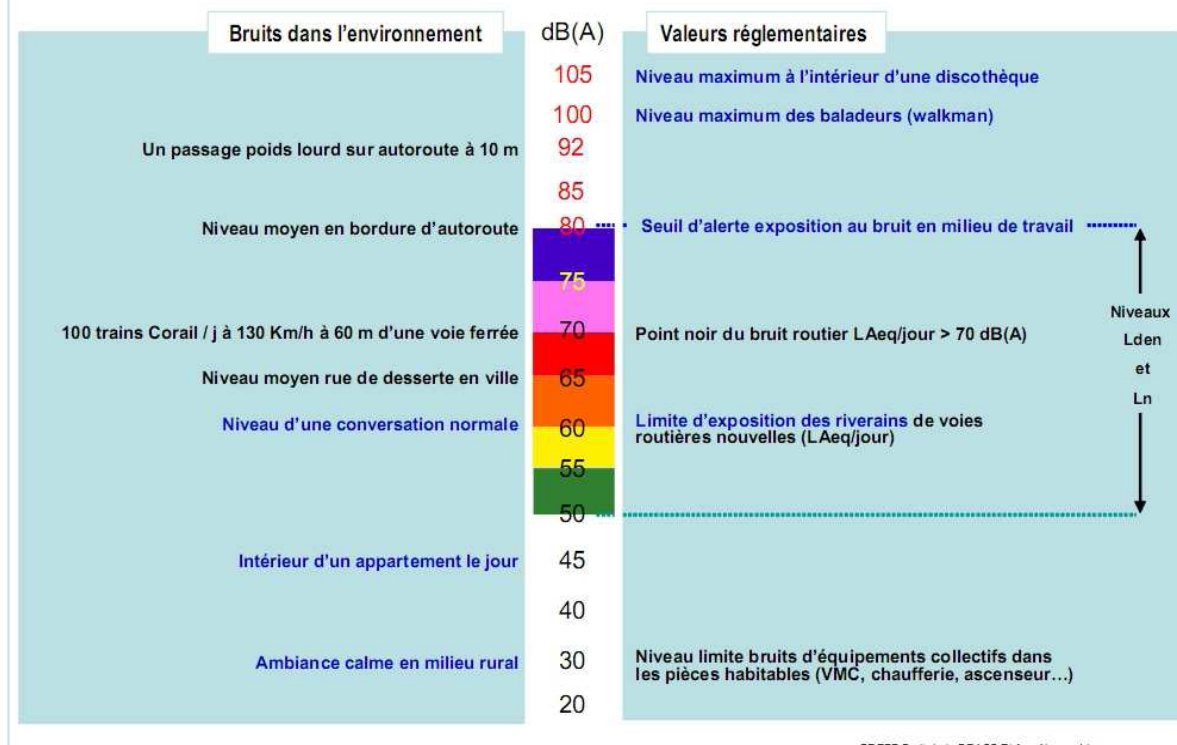 Bruits dans l'environnement
dB(A)
Valeurs réglementaires
105
Niveau maximum à l'intérieur d'une discothèque
100
Niveau maximum des baladeurs (walkman)
Un passage poids lourd sur autoroute à 10 m
92
85
Niveau moyen en bordure d'autoroute
80
Seuil d'alerte exposition au bruit en milieu de travail
75
Niveaux
Lden
et
Ln
100 trains Corail / j à 130 Km/h à 60 m d'une voie ferrée
70
Point noir du bruit routier LAeq/jour > 70 dB(A)
Niveau moyen rue de desserte en ville
65
Niveau d'une conversation normale
60
Limite d'exposition des riverains de voies
routières nouvelles (LAeq/jour)
55
50
Intérieur d'un appartement le jour
45
40
Ambiance calme en milieu rural
30
Niveau limite bruits d'équipements collectifs dans
les pièces habitables (VMC, chaufferie, ascenseur...)
20